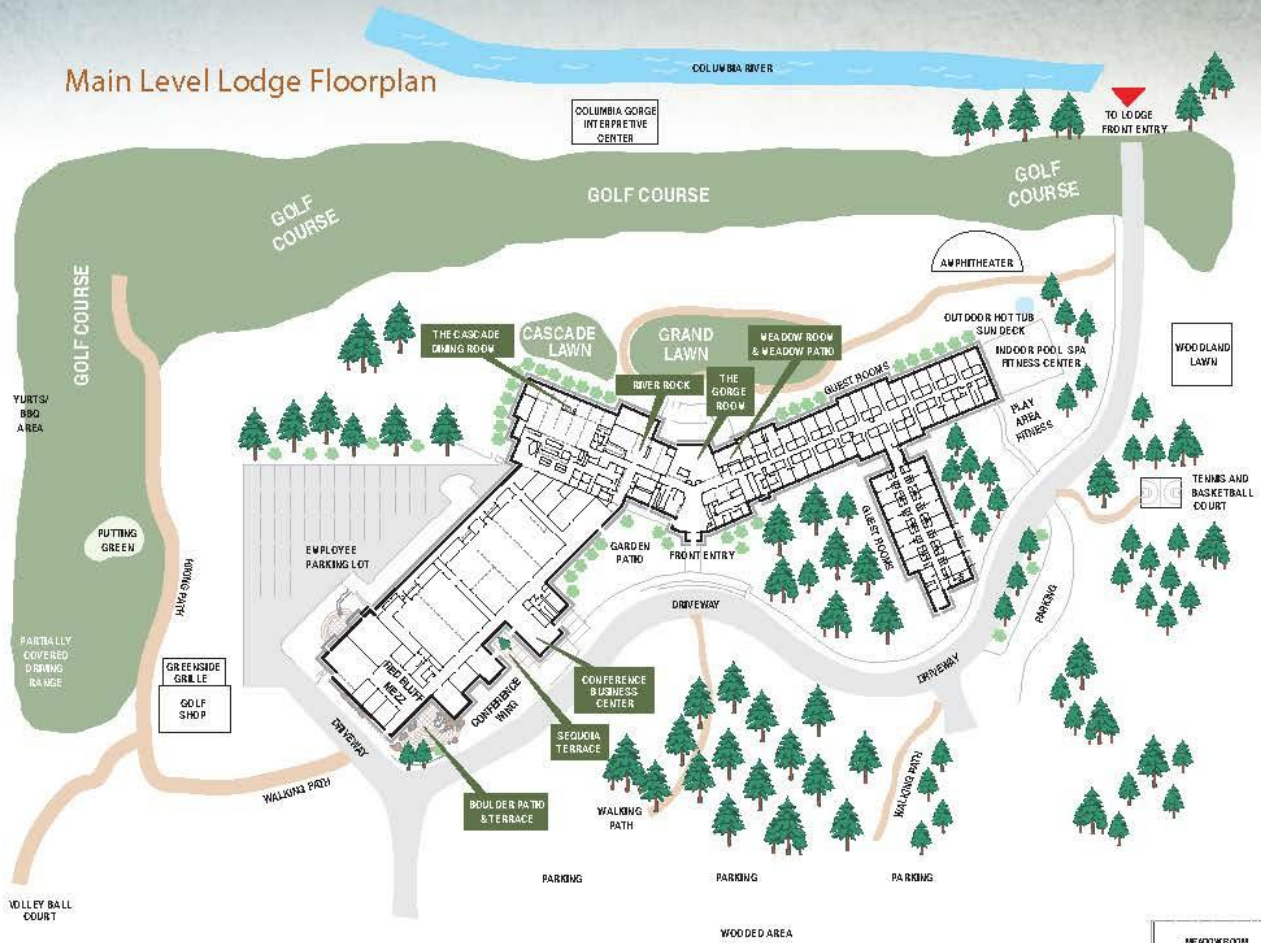 Main Level Lodge Floorplan
COLUMBIA RIVER
COLUMBIA GORGE
INTERPRETIVE
CENTER
TO LODGE
FRONT ENTRY
GOLF
COURSE
GOLF COURSE
GOLF
COURSE
GOLF COURSE
AMPHITHEATER
OUTDOOR HOT TUB
SUN DECK
INDOOR POOL SPA
FITNESS CENTER
WOODLAND
LAWN
THE CASCADE
DINING ROOM
CASCADE
LAWN
GRAND
LAWN
MEADOW ROOM
& MEADOW PATIO
RIVER ROCK
THE
GORGE
ROOM
GUEST ROOMS
PLAY
AREA
FITNESS
YURTS/
BBQ
AREA
TENNIS AND
BASKETBALL
COURT
GUEST ROOMS
PUTTING
GREEN
EMPLOYEE
PARKING LOT
GARDEN
PATIO
FRONT ENTRY
HIKING PATH
DRIVEWAY
PARKING
PARTIALLY
COVERED
DRIVING
RANGE
GREENSIDE
GRILLE
GOLF
SHOP
RED BLUFF
MEZZ
CONFERENCE
WING
CONFERENCE
BUSINESS
CENTER
DRIVEWAY
SEQUOIA
TERRACE
DRIVEWAY
WALKING PATH
BOULDER PATIO
& TERRACE
WALKING
PATH
WALKING PATH
PARKING
PARKING
PARKING
VOLLEY BALL
COURT
WOODED AREA
MEADOW ROOM